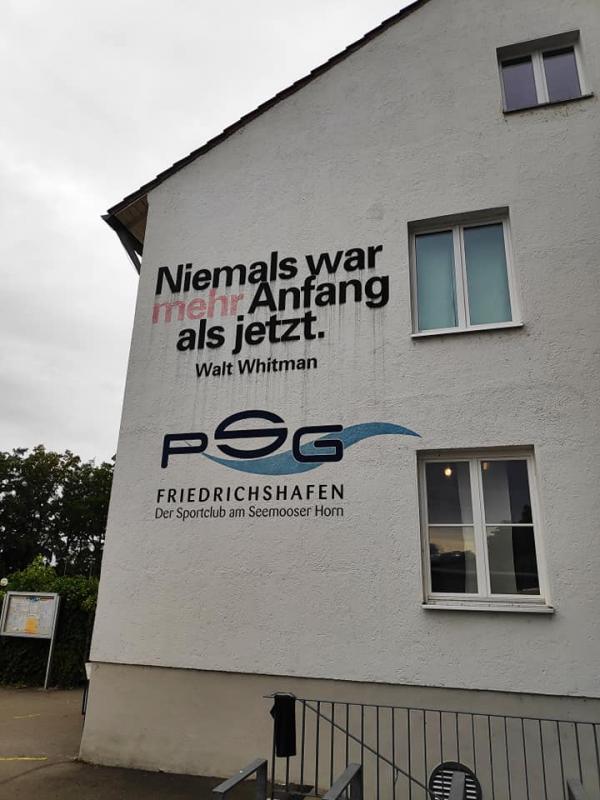 Niemals war
mehr Anfang
als jetzt.
Walt Whitman
PSG
FRIEDRICHSHAFEN
Der Sportclub am Seemooser Horn